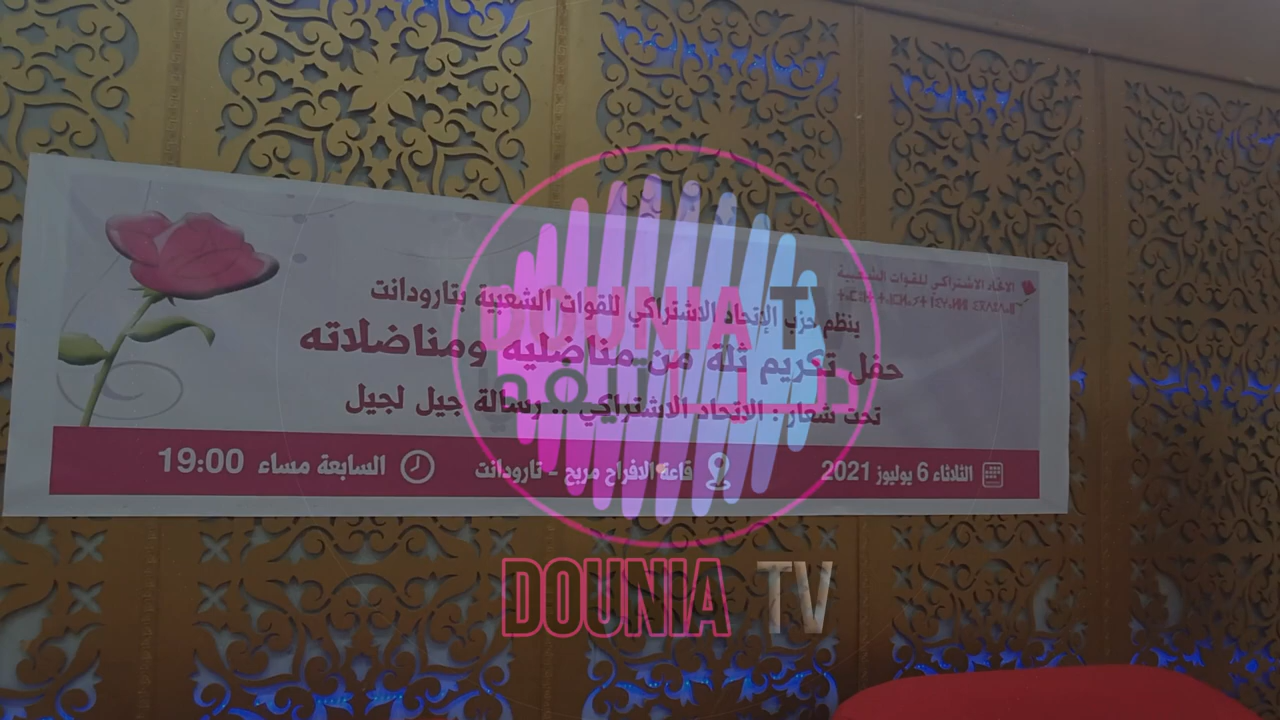 الاتحاد الاشتراكي للقوات الشعبية
ينظم حزب الإتحاد الاشتراكي للقوات الشعبية بتارودانت
حفل تكريم ثلة من مناضليه ومناضلاته
تحت شعار : الإتحاد الاشتراكي .. رسالة جيل لجيل
الثلاثاء 6 يوليوز 2021
قاعة الافراح مريح - تارودانت
السابعة مساء 19:00
DOUNIA TV
DOUNIA TV